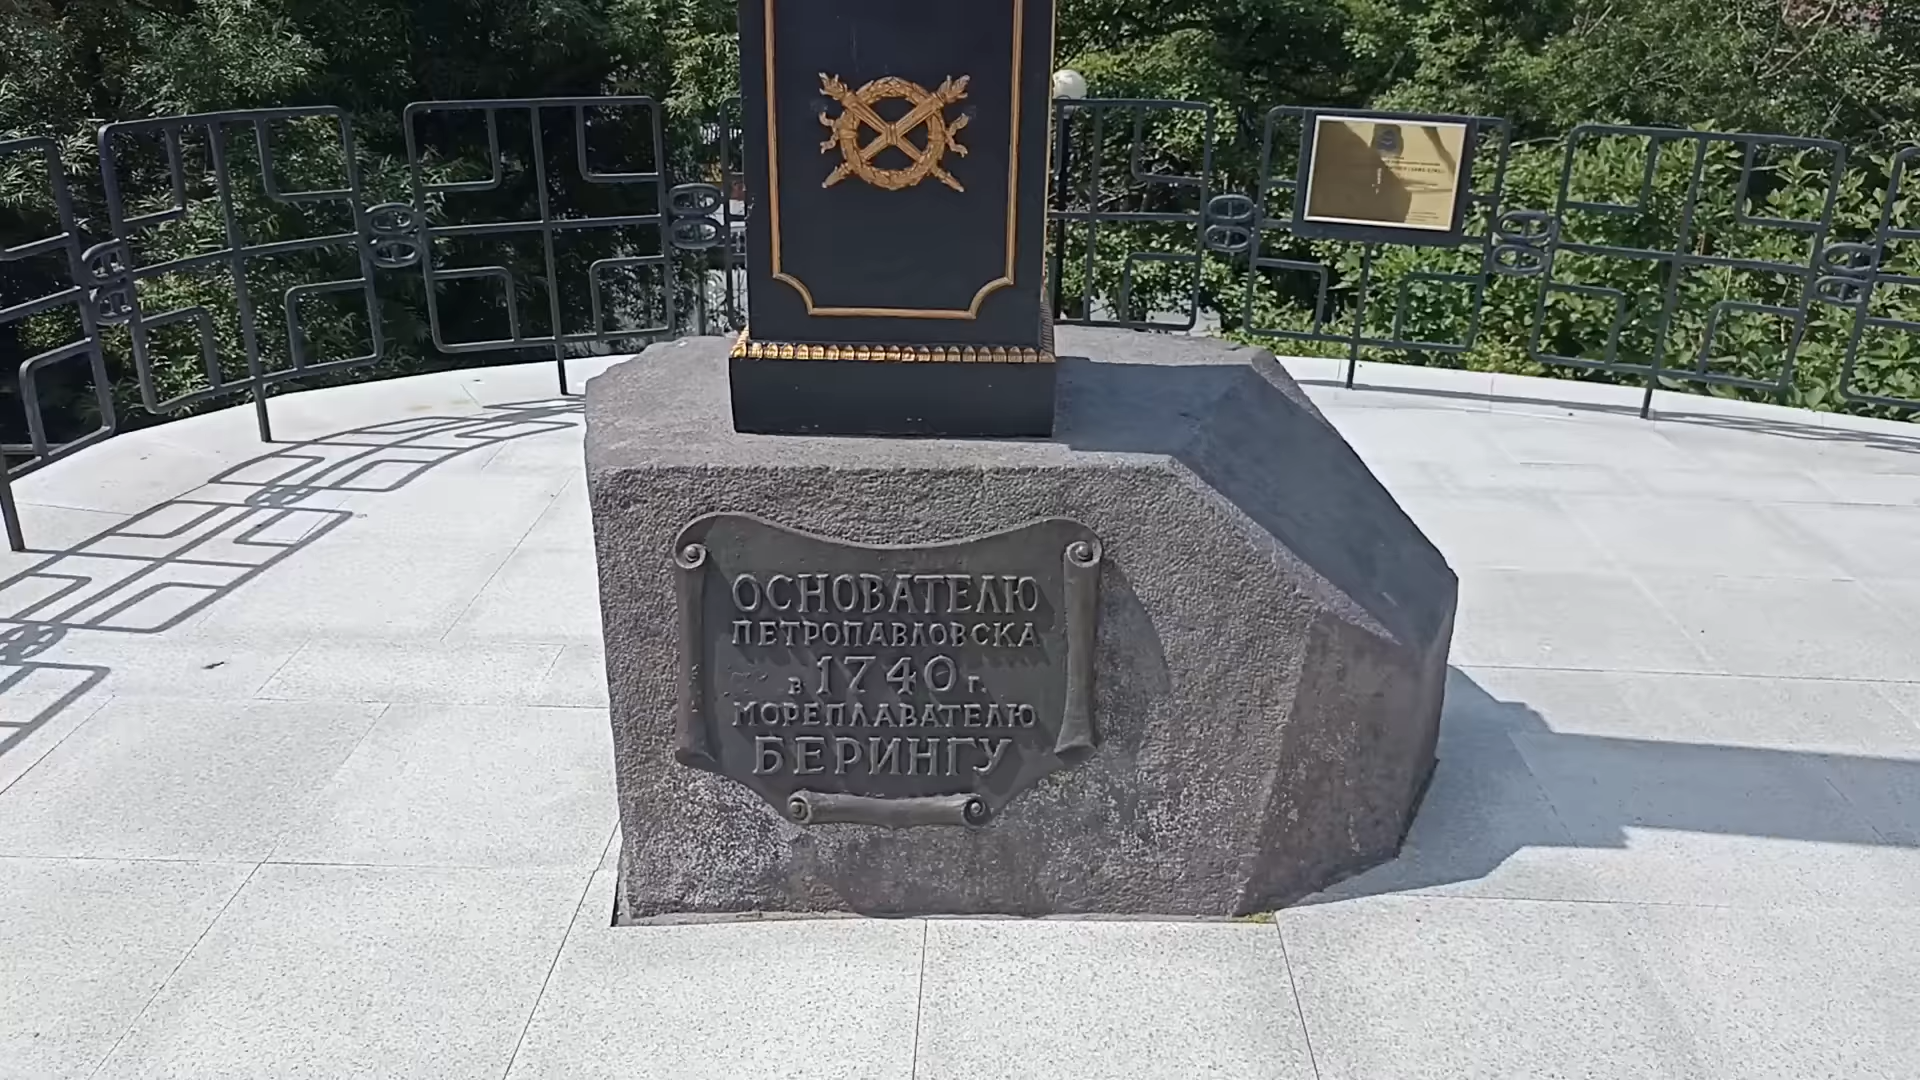 ОСНОВАТЕЛЮ
ПЕТРОПАВЛОВСКА
в 1740 г.
МОРЕПЛАВАТЕЛЮ
БЕРИНГУ